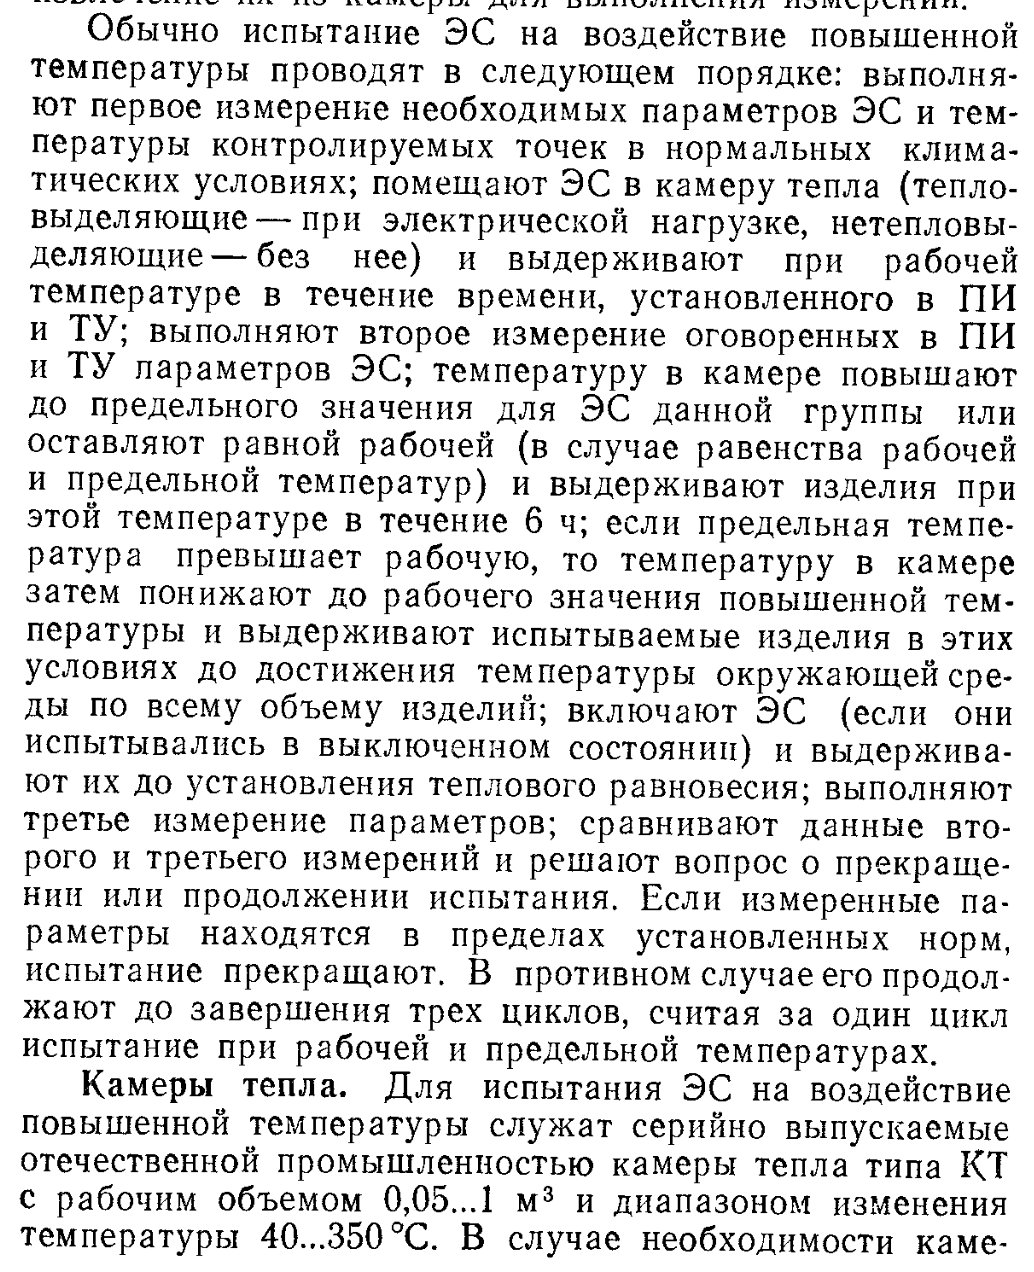 Обычно испытание ЭС на воздействие повышенной
температуры проводят в следующем порядке: выполня-
ют первое измерение необходимых параметров ЭС и тем-
пературы контролируемых точек в нормальных клима-
тических условиях; помещают ЭС в камеру тепла (тепло-
выделяющие — при электрической нагрузке, нетепловы-
деляющие — без нее) и выдерживают при рабочей
температуре в течение времени, установленного в ПИ
и ТУ; выполняют второе измерение оговоренных в ПИ
и ТУ параметров ЭС; температуру в камере повышают
до предельного значения для ЭС данной группы или
оставляют равной рабочей (в случае равенства рабочей
и предельной температур) и выдерживают изделия при
этой температуре в течение 6 ч; если предельная темпе-
ратура превышает рабочую, то температуру в камере
затем понижают до рабочего значения повышенной тем-
пературы и выдерживают испытываемые изделия в этих
условиях до достижения температуры окружающей сре-
ды по всему объему изделий; включают ЭС (если они
испытывались в выключенном состоянии) и выдержива-
ют их до установления теплового равновесия; выполняют
третье измерение параметров; сравнивают данные вто-
рого и третьего измерений и решают вопрос о прекраще-
нии или продолжении испытания. Если измеренные па-
раметры находятся в пределах установленных норм,
испытание прекращают. В противном случае его продол-
жают до завершения трех циклов, считая за один цикл
испытание при рабочей и предельной температурах.
Камеры тепла. Для испытания ЭС на воздействие
повышенной температуры служат серийно выпускаемые
отечественной промышленностью камеры тепла типа КТ
с рабочим объемом 0,05...1 м³ и диапазоном изменения
температуры 40...350 °С. В случае необходимости каме-